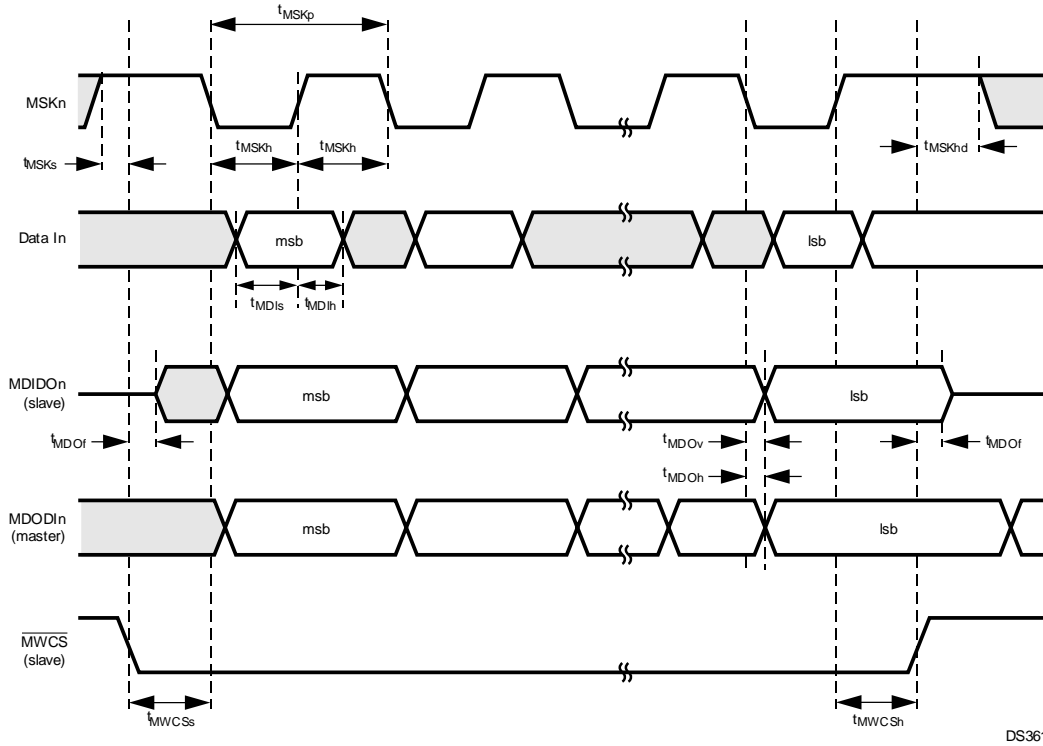 tMSKp
MSKn
tMSKs
tMSKh
tMSKh
tMSKhd
Data In
msb
lsb
tMDIs
tMDIh
MDIDOn
(slave)
msb
lsb
tMDOf
tMDOv
tMDOf
tMDOh
MDODIn
(master)
msb
lsb
MWCS
(slave)
tMWCSs
tMWCSh
DS361